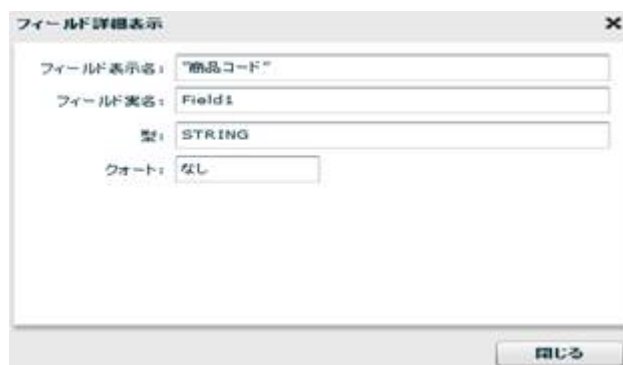 フィールド詳細表示
フィールド表示名: "商品コード"
フィールド実名: Field1
型: STRING
クォート: なし
閉じる